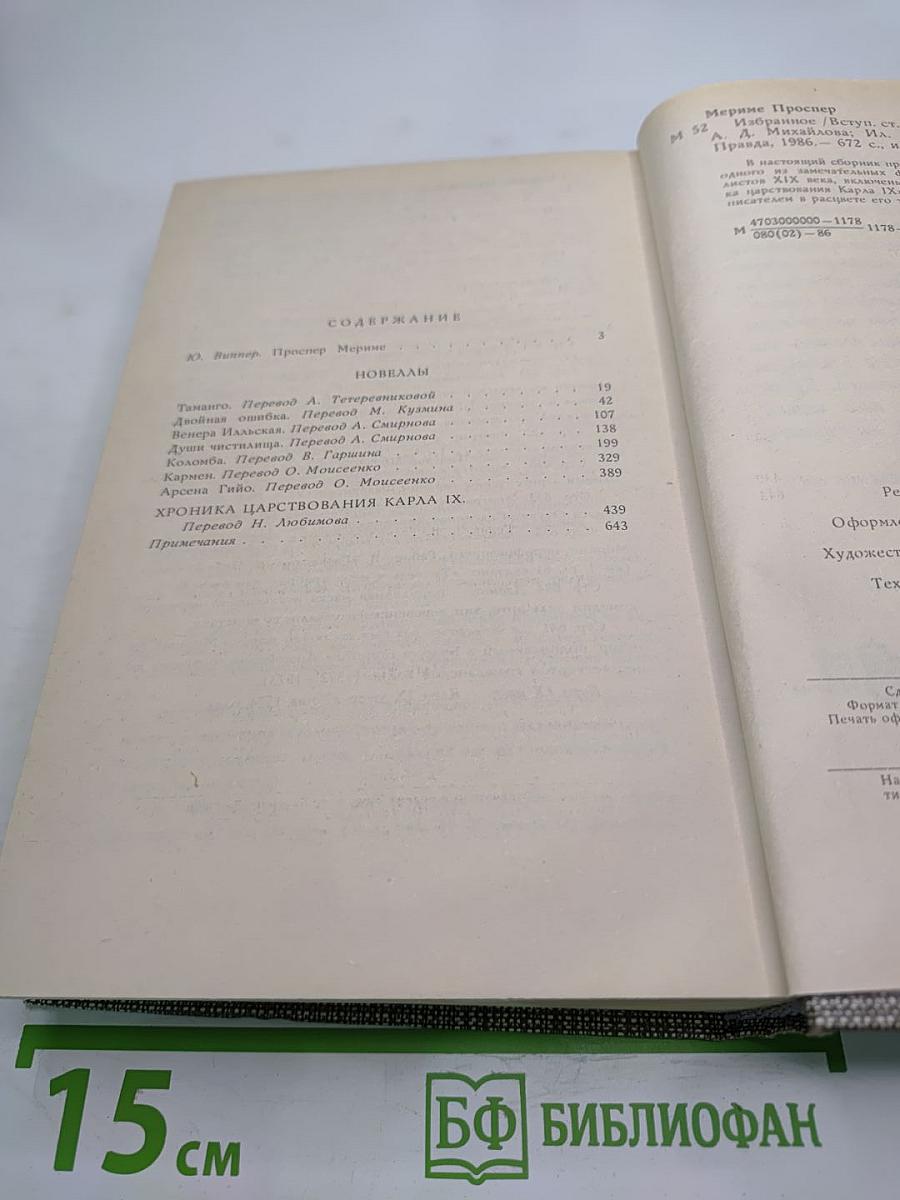 СОДЕРЖАНИЕ
Ю. Виппер. Проспер Мериме . . . . . . . . . . 3
НОВЕЛЛЫ
Таманго. Перевод А. Тетеревниковой . . . . . . . . 19
Двойная ошибка. Перевод М. Кузмина . . . . . . . 42
Венера Илльская. Перевод А. Смирнова . . . . . . . 107
Души чистилища. Перевод А. Смирнова . . . . . . . 138
Коломба. Перевод В. Гаршина . . . . . . . . . 199
Кармен. Перевод О. Моисеенко . . . . . . . . . 329
Арсена Гийо. Перевод О. Моисеенко . . . . . . . 389
ХРОНИКА ЦАРСТВОВАНИЯ КАРЛА IX.
Перевод Н. Любимова . . . . . . . . . . . 439
Примечания . . . . . . . . . . . . . . . 643
Мериме Проспер
М 52 Избранное /Вступ. ст.
А. Д. Михайлова; Ил.
Правда, 1986.— 672 с., и
В настоящий сборник пр
одного из замечательных ф
листов XIX века, включены
ка царствования Карла IX»
писателем в расцвете его т
М 4703000000—1178
080(02)—86 1178-
Ре
Оформле
Художест
Тех
Сд
Формат
Печать оф
На
ти
15 см
БФ БИБЛИОФАН